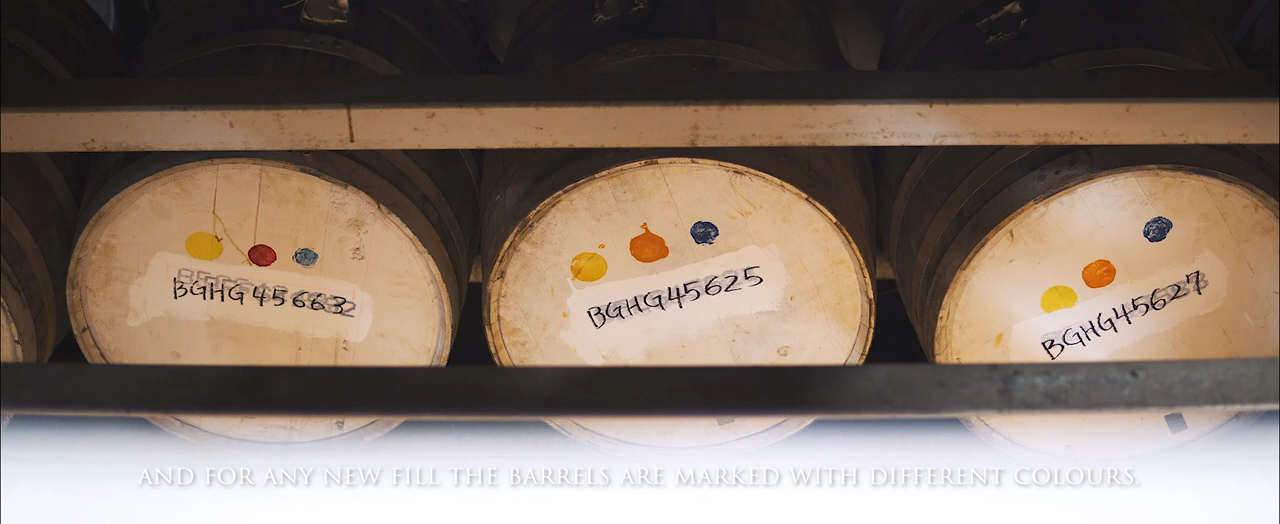 BGHG45663
BGHG45625
BGHG45627
AND FOR ANY NEW FILL THE BARRELS ARE MARKED WITH DIFFERENT COLOURS.